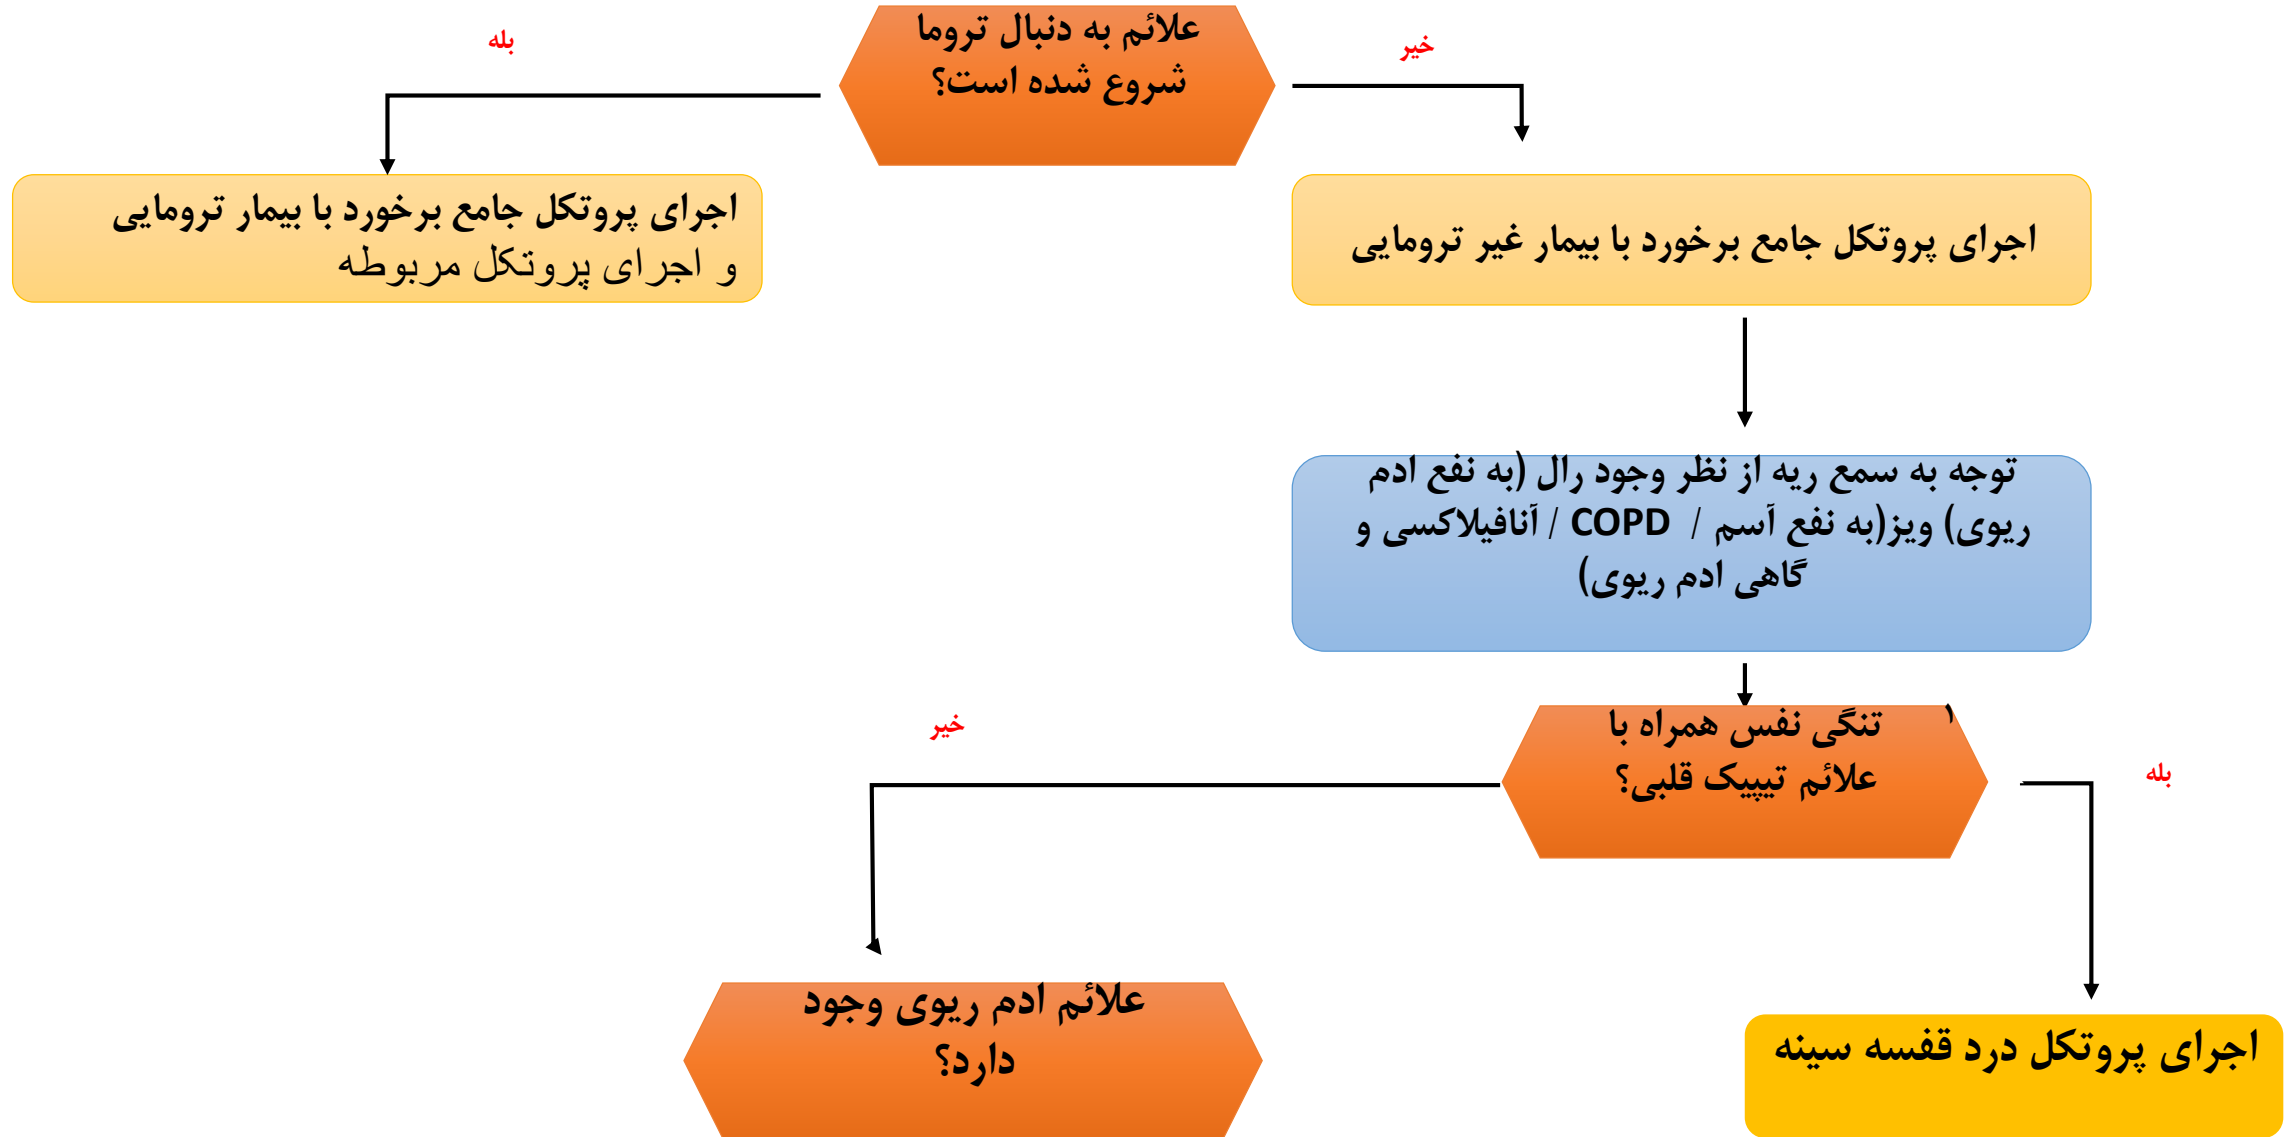 علائم به دنبال تروما
شروع شده است؟
خیر
بله
اجرای پروتکل جامع برخورد با بیمار غیر ترومایی
اجرای پروتکل جامع برخورد با بیمار ترومایی
و اجرای پروتکل مربوطه
توجه به سمع ریه از نظر وجود رال (به نفع ادم
ریوی) ویز(به نفع آسم / COPD / آنافیلاکسی و
گاهی ادم ریوی)
تنگی نفس همراه با ۱
علائم تیپیک قلبی؟
خیر
بله
علائم ادم ریوی وجود
دارد؟
اجرای پروتکل درد قفسه سینه